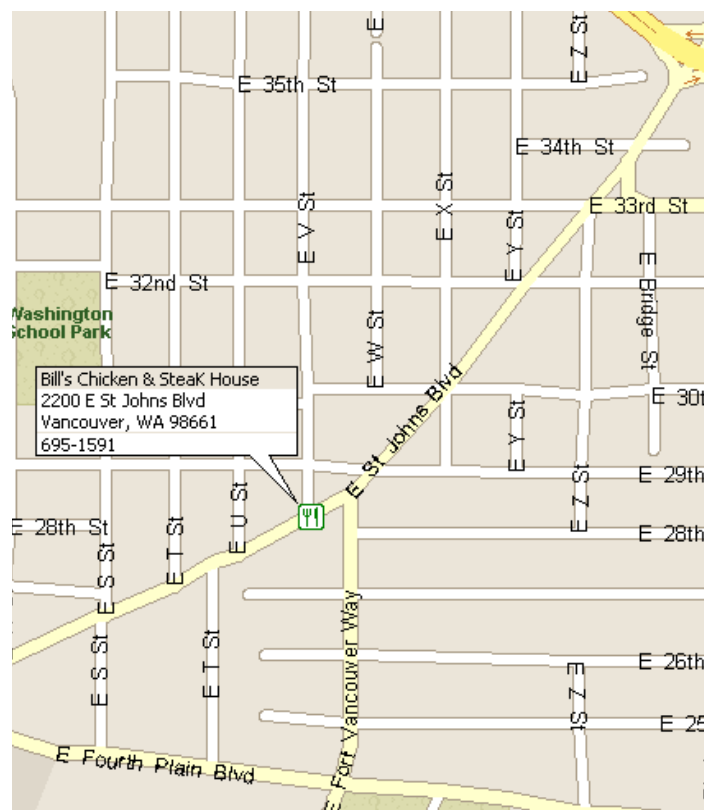 E
E Z St
E 35th St
E 34th St
E X St
E 33rd St
E V St
E Y St
E 32nd St
E Bridge St
Washington
School Park
E W St
Bill's Chicken & SteaK House
2200 E St Johns Blvd
Vancouver, WA 98661
695-1591
E St Johns Blvd
E 30th
E Y St
E 29th
E Z St
E U St
E 28th St
E 28th
E T St
E S St
E Fort Vancouver Way
E T St
E S St
E 26th
E Z St
E 25
E Fourth Plain Blvd